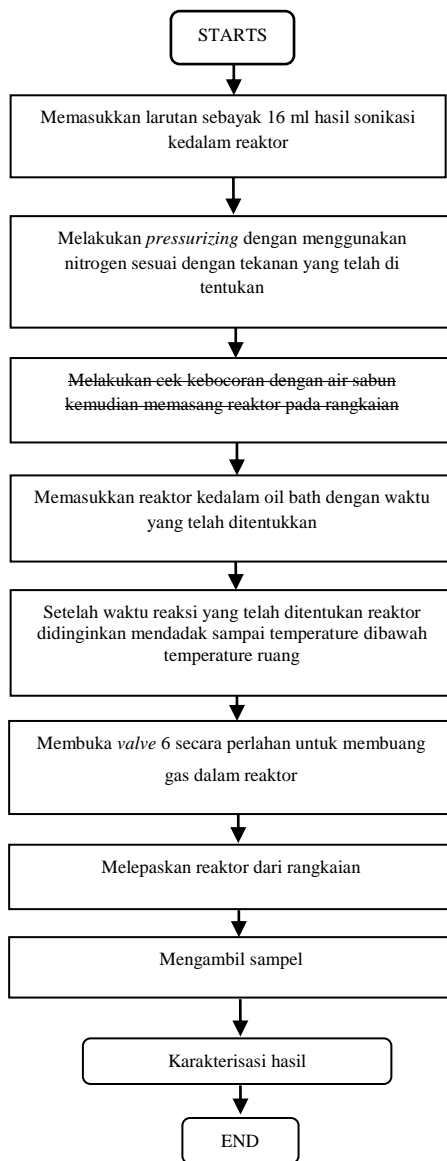 STARTS
Memasukkan larutan sebayak 16 ml hasil sonikasi
kedalam reaktor
Melakukan pressurizing dengan menggunakan
nitrogen sesuai dengan tekanan yang telah di
tentukan
Melakukan cek kebocoran dengan air sabun
kemudian memasang reaktor pada rangkaian
Memasukkan reaktor kedalam oil bath dengan waktu
yang telah ditentukkan
Setelah waktu reaksi yang telah ditentukan reaktor
didinginkan mendadak sampai temperature dibawah
temperature ruang
Membuka valve 6 secara perlahan untuk membuang
gas dalam reaktor
Melepaskan reaktor dari rangkaian
Mengambil sampel
Karakterisasi hasil
END